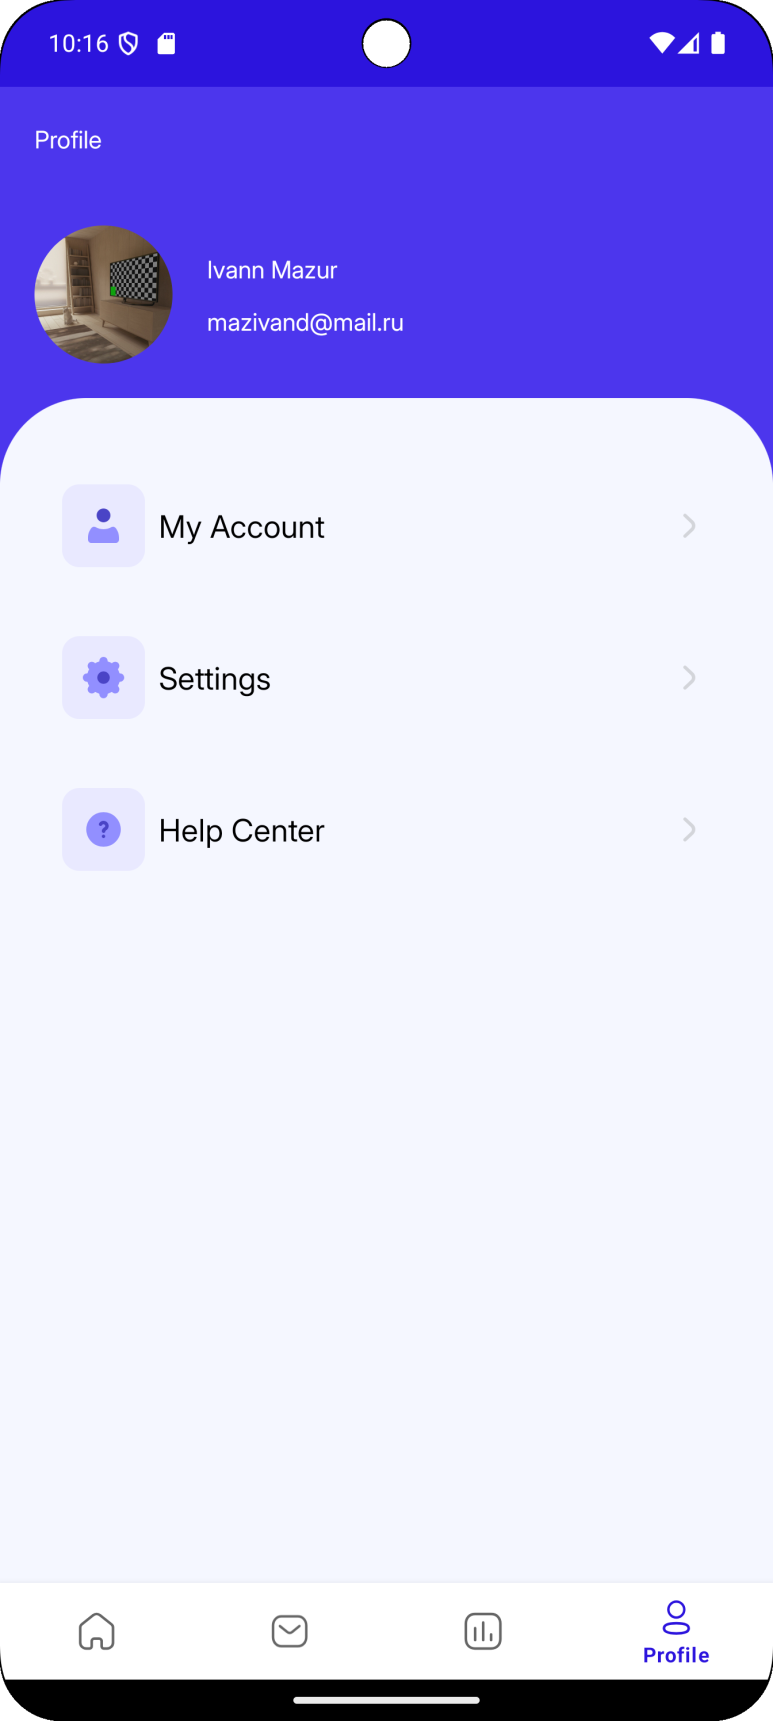 10:16
Profile
Ivann Mazur
mazivand@mail.ru
My Account
Settings
?
Help Center
Profile